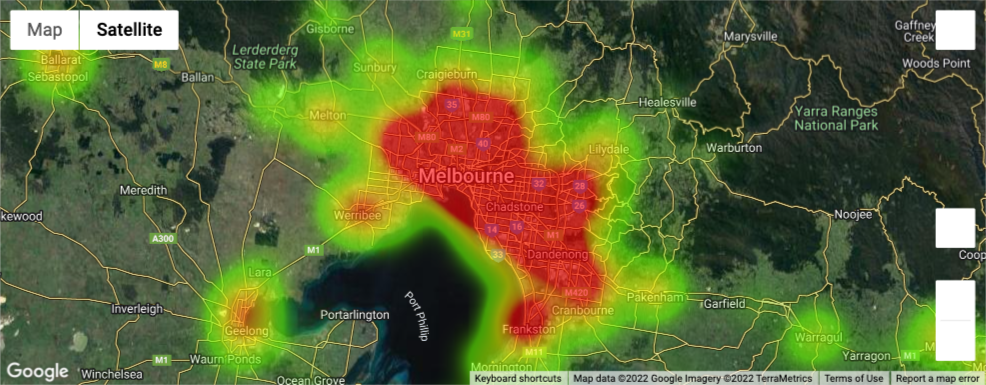 Map
Satellite
Gisborne
M31
Marysville
Gaffney
Creek
Lerderderg
State Park
Ballarat
Sebastopol
M8
Ballan
Sunbury
Craigieburn
Woods Point
Melton
35
M80
M80
Healesville
Yarra Ranges
National Park
40
M2
Lilydale
Warburton
Melbourne
32
28
Meredith
kewood
Werribee
Chadstone
26
Noojee
A300
M1
14
16
M1
33
Dandenong
Coop
Lara
M420
Port Phillip
Pakenham
Inverleigh
Portarlington
Cranbourne
Garfield
Geelong
Frankston
Warragul
M
M1
Waurn Ponds
M11
Yarragon
M1
Winchelsea
Mornington
Ocean Grove
Google
Keyboard shortcuts
Map data ©2022 Google Imagery ©2022 TerraMetrics
Terms of Use
Report a map error